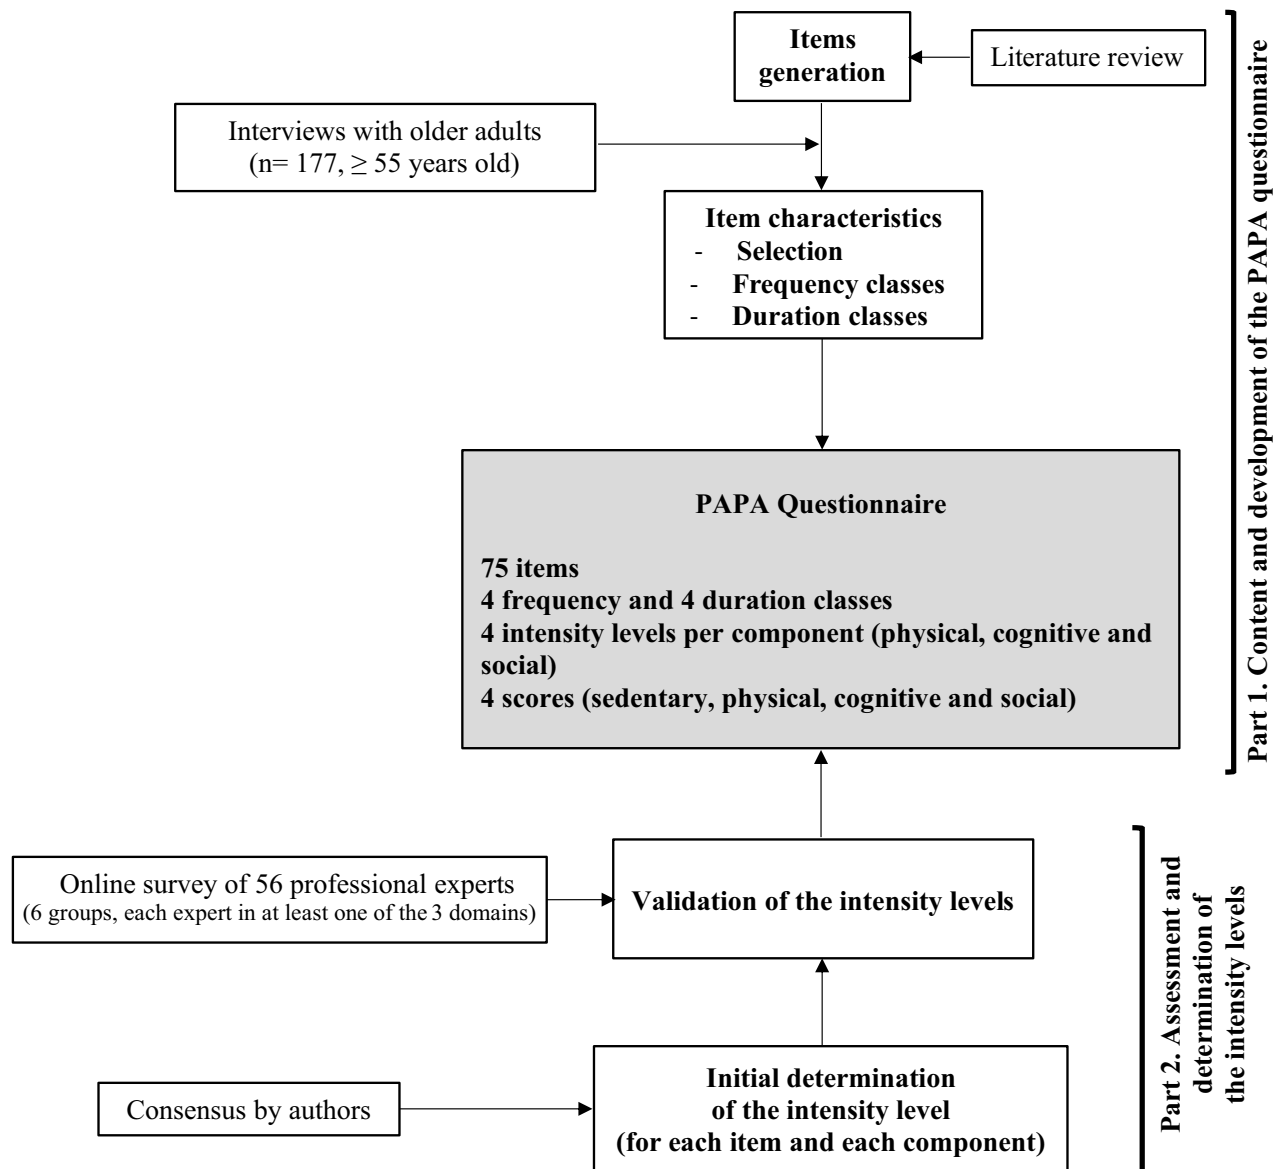 Items
generation
Literature review
Interviews with older adults
(n= 177, ≥ 55 years old)
Item characteristics
- Selection
- Frequency classes
- Duration classes
PAPA Questionnaire
75 items
4 frequency and 4 duration classes
4 intensity levels per component (physical, cognitive and
social)
4 scores (sedentary, physical, cognitive and social)
Part 1. Content and development of the PAPA questionnaire
Online survey of 56 professional experts
(6 groups, each expert in at least one of the 3 domains)
Validation of the intensity levels
Consensus by authors
Initial determination
of the intensity level
(for each item and each component)
Part 2. Assessment and
determination of
the intensity levels